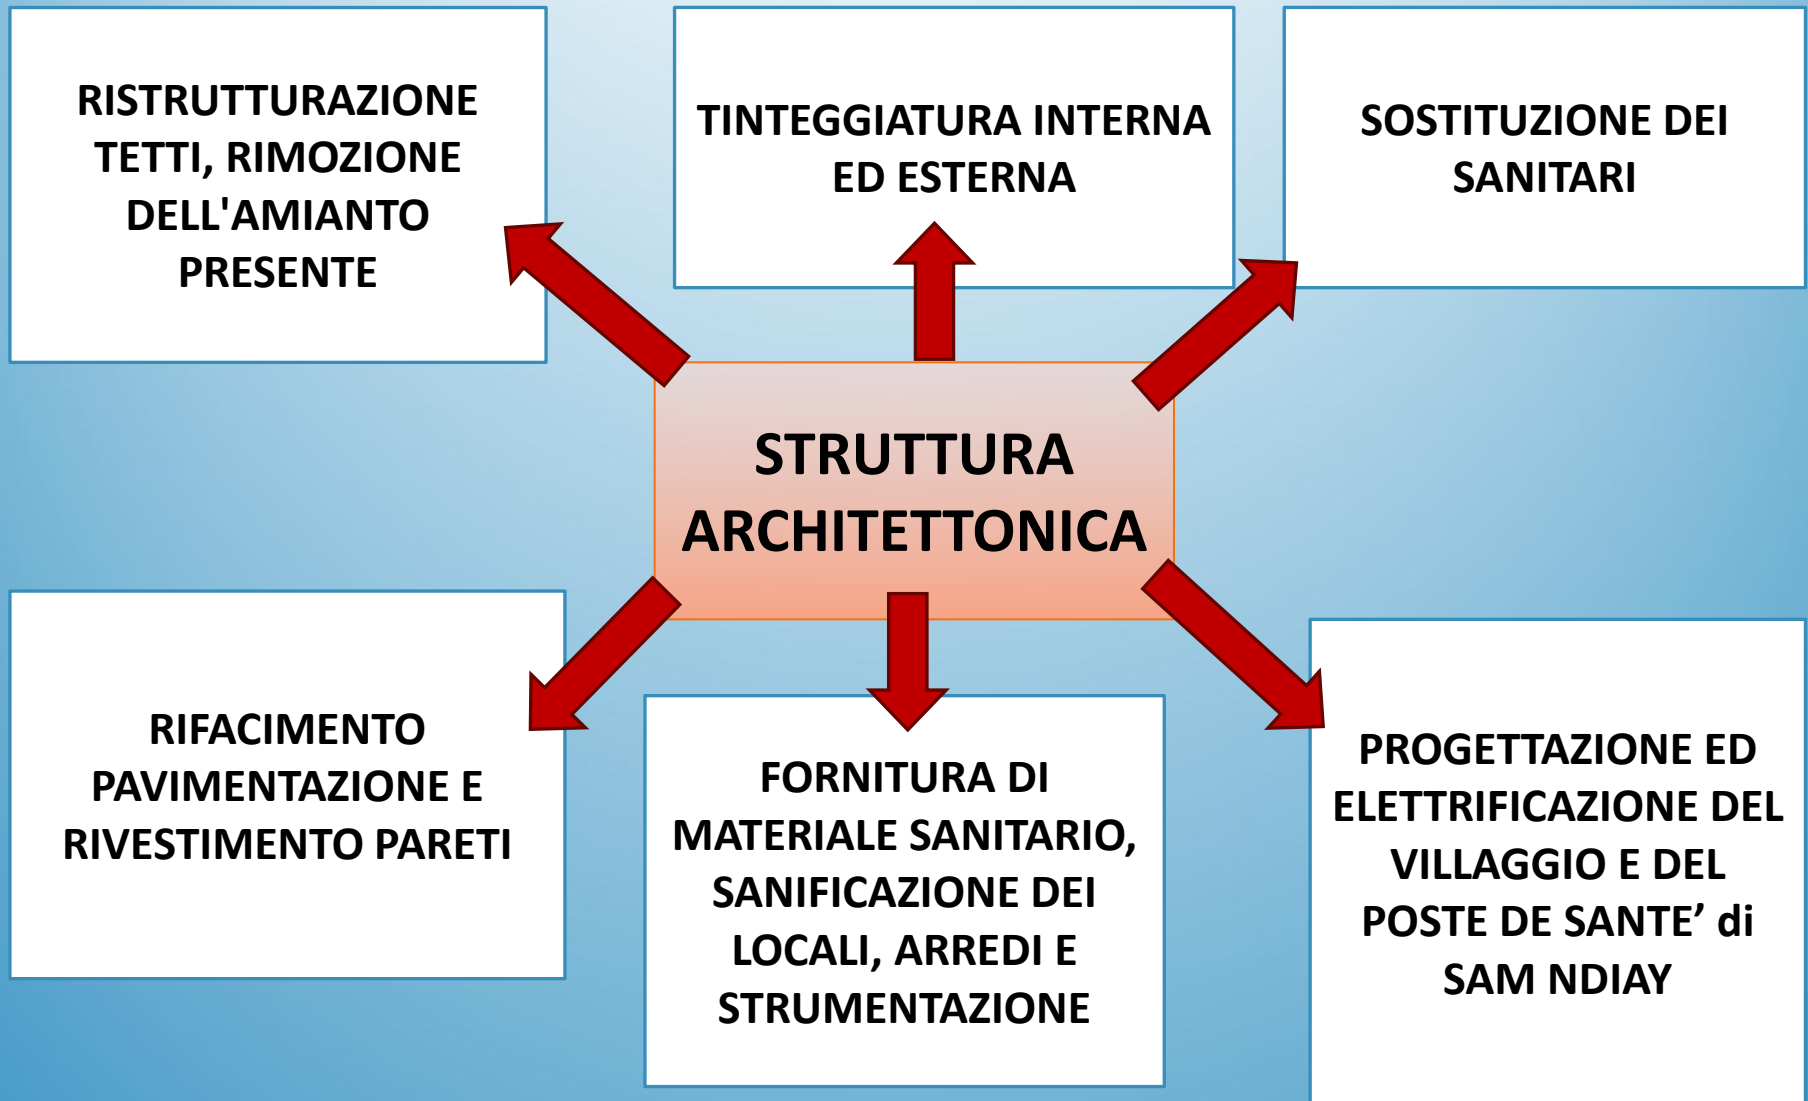 RISTRUTTURAZIONE
TETTI, RIMOZIONE
DELL'AMIANTO
PRESENTE
TINTEGGIATURA INTERNA
ED ESTERNA
SOSTITUZIONE DEI
SANITARI
STRUTTURA
ARCHITETTONICA
RIFACIMENTO
PAVIMENTAZIONE E
RIVESTIMENTO PARETI
FORNITURA DI
MATERIALE SANITARIO,
SANIFICAZIONE DEI
LOCALI, ARREDI E
STRUMENTAZIONE
PROGETTAZIONE ED
ELETTRIFICAZIONE DEL
VILLAGGIO E DEL
POSTE DE SANTE’ di
SAM NDIAY